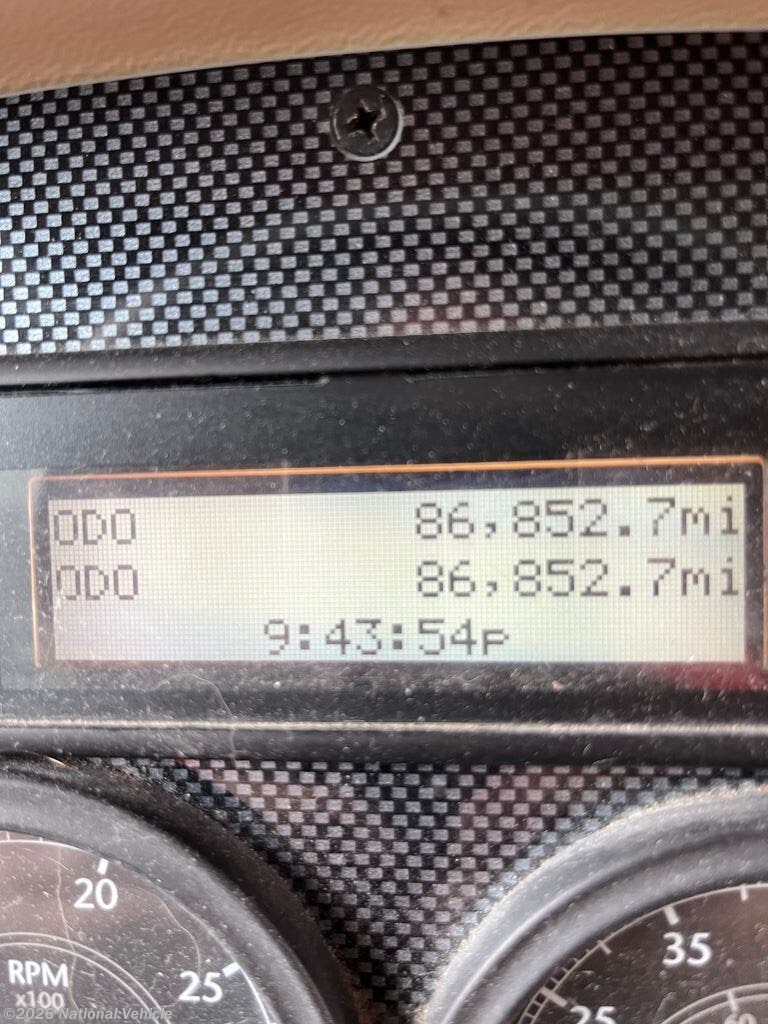 ODO 86,852.7mi
ODO 86,852.7mi
9:43:54p
20
35
RPM
x100
25
25
60
©2026 National Vehicle